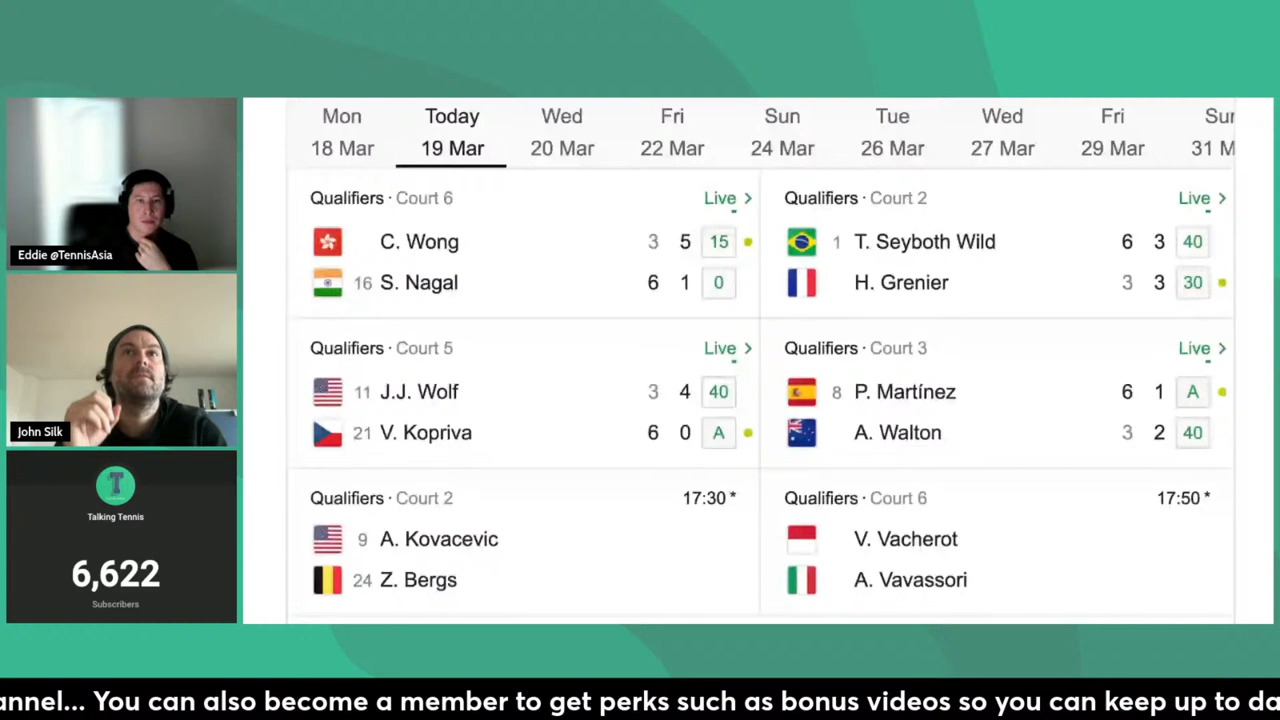 Mon Today Wed Fri Sun Tue Wed Fri Sur
18 Mar 19 Mar 20 Mar 22 Mar 24 Mar 26 Mar 27 Mar 29 Mar 31 M
Qualifiers · Court 6 Live >
C. Wong 3 5 15
16 S. Nagal 6 1 0
Qualifiers · Court 2 Live >
1 T. Seyboth Wild 6 3 40
H. Grenier 3 3 30
Qualifiers · Court 5 Live >
11 J.J. Wolf 3 4 40
21 V. Kopriva 6 0 A
Qualifiers · Court 3 Live >
8 P. Martínez 6 1 A
A. Walton 3 2 40
Qualifiers · Court 2 17:30 *
9 A. Kovacevic
24 Z. Bergs
Qualifiers · Court 6 17:50 *
V. Vacherot
A. Vavassori
Eddie @TennisAsia
John Silk
T
Talking Tennis
6,622
Subscribers
annel... You can also become a member to get perks such as bonus videos so you can keep up to da